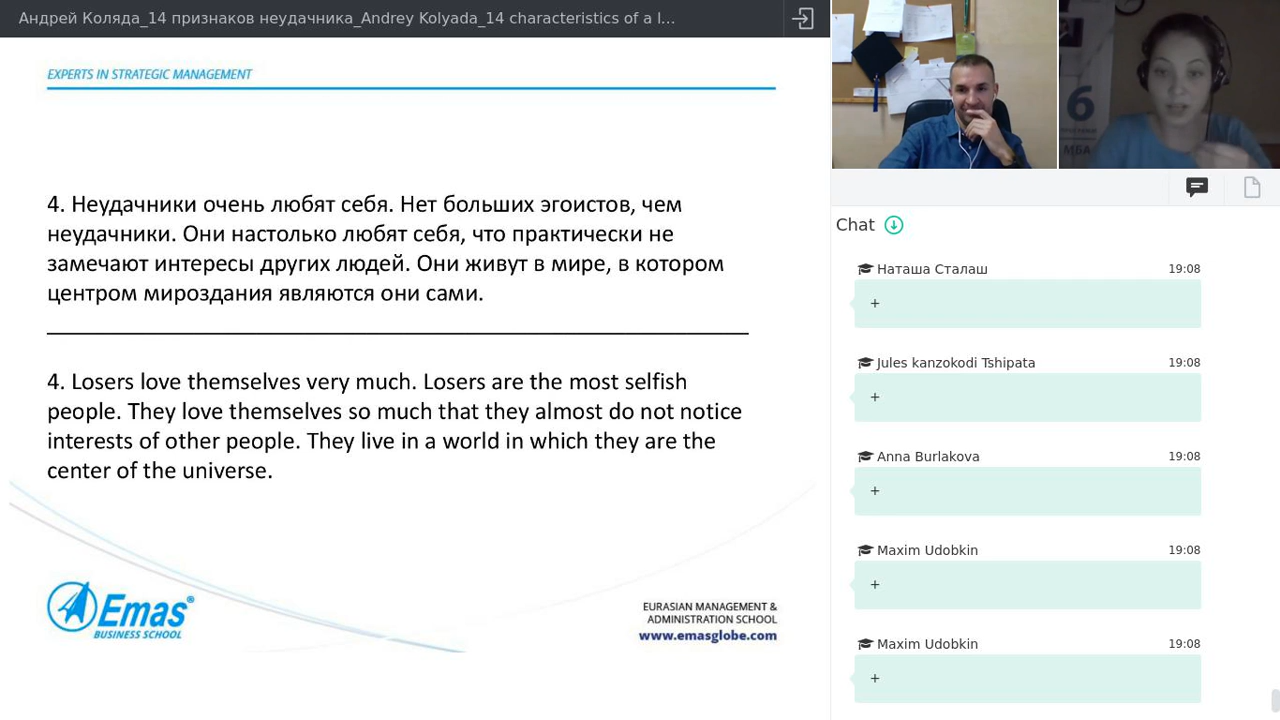 Андрей Коляда_14 признаков неудачника_Andrey Kolyada_14 characteristics of a l...
EXPERTS IN STRATEGIC MANAGEMENT
4. Неудачники очень любят себя. Нет больших эгоистов, чем
неудачники. Они настолько любят себя, что практически не
замечают интересы других людей. Они живут в мире, в котором
центром мироздания являются они сами.
4. Losers love themselves very much. Losers are the most selfish
people. They love themselves so much that they almost do not notice
interests of other people. They live in a world in which they are the
center of the universe.
Emas®
BUSINESS SCHOOL
EURASIAN MANAGEMENT &
ADMINISTRATION SCHOOL
www.emasglobe.com
6
МБА
Chat
Наташа Сталаш 19:08
+
Jules kanzokodi Tshipata 19:08
+
Anna Burlakova 19:08
+
Maxim Udobkin 19:08
+
Maxim Udobkin 19:08
+